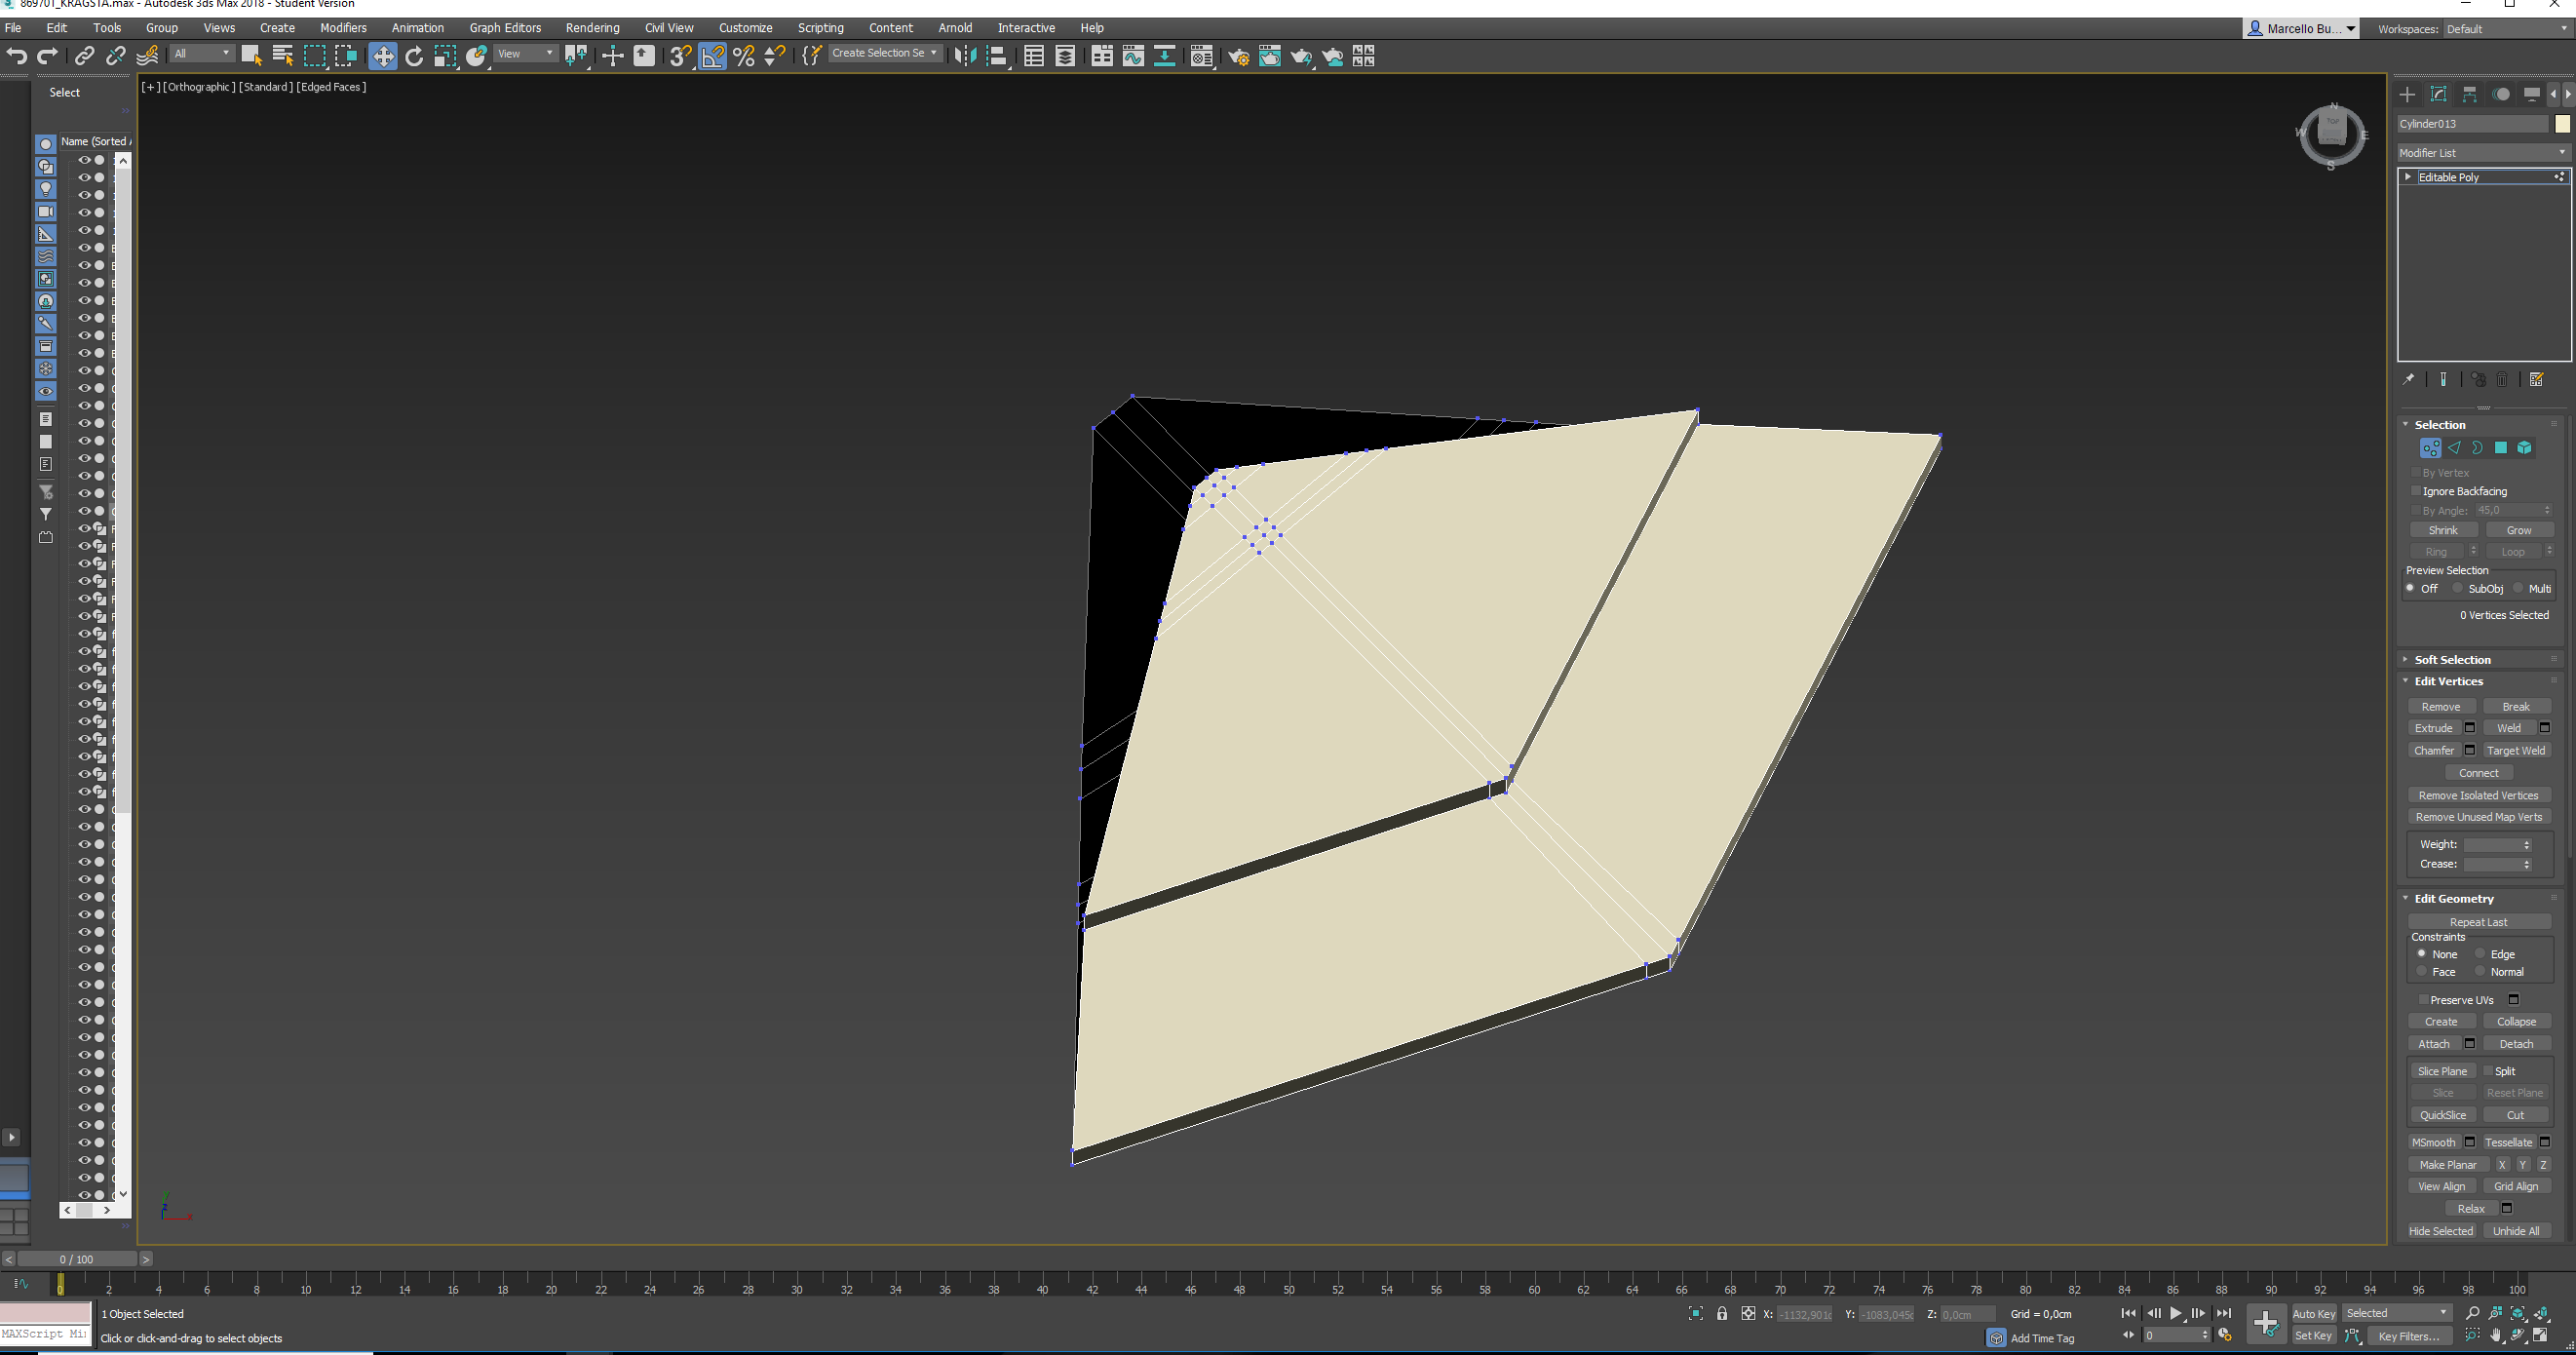 869701_KRAGSTA.max - Autodesk 3ds Max 2018 - Student Version
File Edit Tools Group Views Create Modifiers Animation Graph Editors Rendering Civil View Customize Scripting Content Arnold Interactive Help
Marcello Bu... Workspaces: Default
All View Create Selection Se
Select
[+] [Orthographic] [Standard] [Edged Faces]
Name (Sorted A
N
W TOP E
S
Cylinder013
Modifier List
Editable Poly
Selection
By Vertex
Ignore Backfacing
By Angle: 45,0
Shrink Grow
Ring Loop
Preview Selection
Off SubObj Multi
0 Vertices Selected
Soft Selection
Edit Vertices
Remove Break
Extrude Weld
Chamfer Target Weld
Connect
Remove Isolated Vertices
Remove Unused Map Verts
Weight:
Crease:
Edit Geometry
Repeat Last
Constraints
None Edge
Face Normal
Preserve UVs
Create Collapse
Attach Detach
Slice Plane Split
Slice Reset Plane
QuickSlice Cut
MSmooth Tessellate
Make Planar X Y Z
View Align Grid Align
Relax
Hide Selected Unhide All
y
z
x
< 0 / 100 >
0 2 4 6 8 10 12 14 16 18 20 22 24 26 28 30 32 34 36 38 40 42 44 46 48 50 52 54 56 58 60 62 64 66 68 70 72 74 76 78 80 82 84 86 88 90 92 94 96 98 100
1 Object Selected
X: -1132,901c Y: -1083,045c Z: 0,0cm Grid = 0,0cm
Auto Key Selected
MAXScript Mi
Click or click-and-drag to select objects
Add Time Tag
0
Set Key Key Filters...